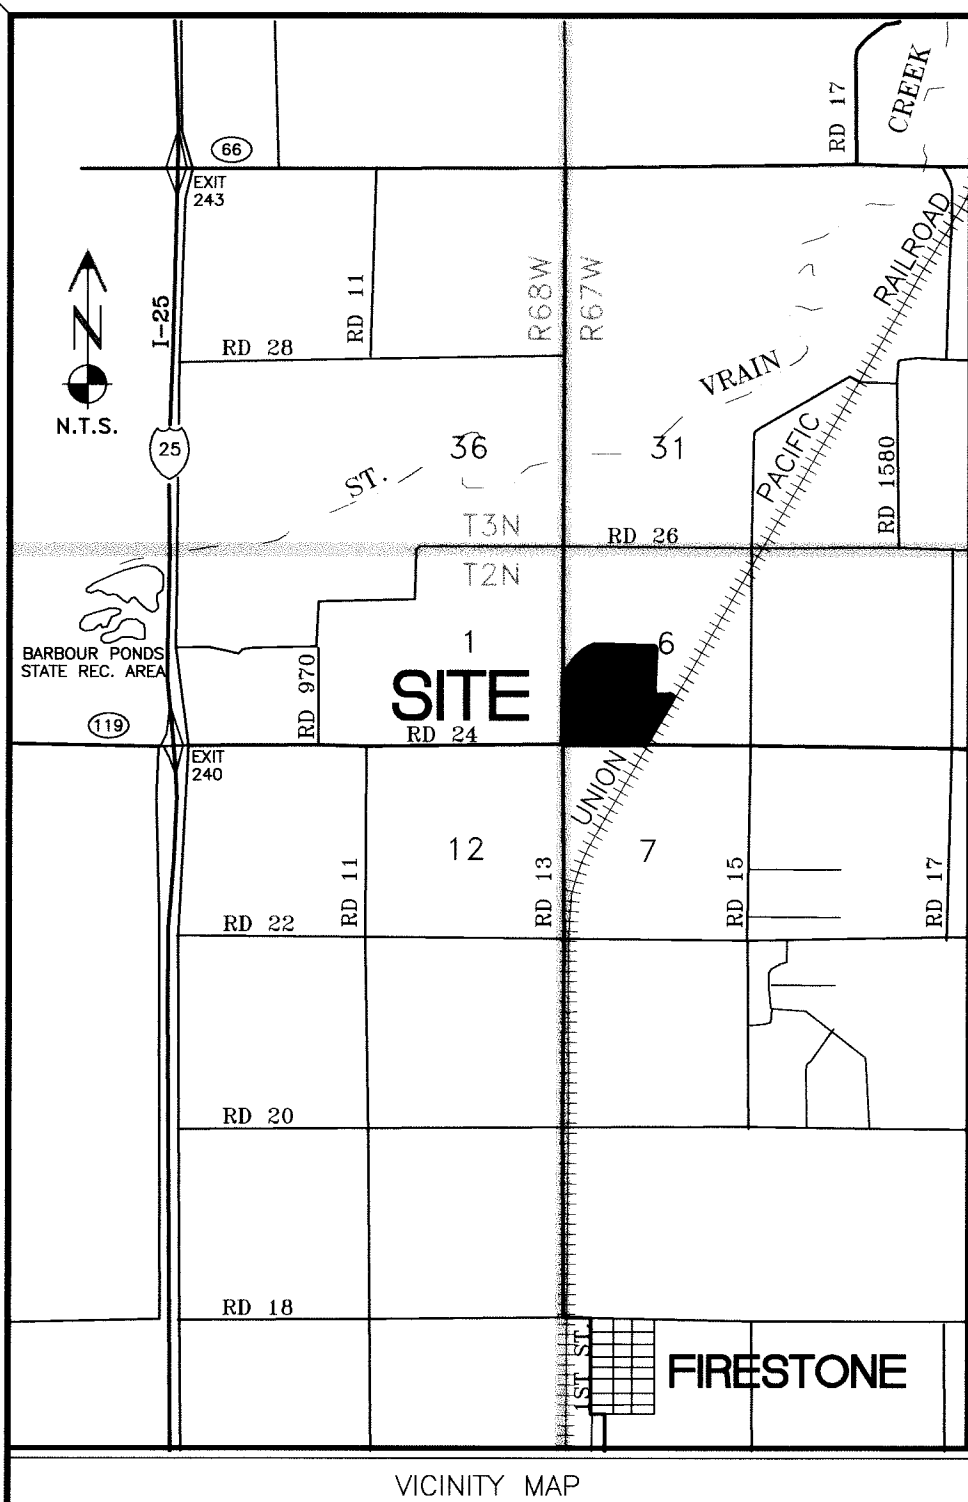 CREEK
RD 17
66
EXIT
243
RAILROAD
R68W
R67W
RD 11
I-25
N
RD 28
VRAIN
N.T.S.
25
36
31
PACIFIC
ST.
RD 1580
T3N
RD 26
T2N
1
6
BARBOUR PONDS
STATE REC. AREA
RD 970
SITE
119
RD 24
EXIT
240
UNION
12
7
RD 11
RD 13
RD 15
RD 17
RD 22
RD 20
RD 18
1ST ST.
FIRESTONE
VICINITY MAP